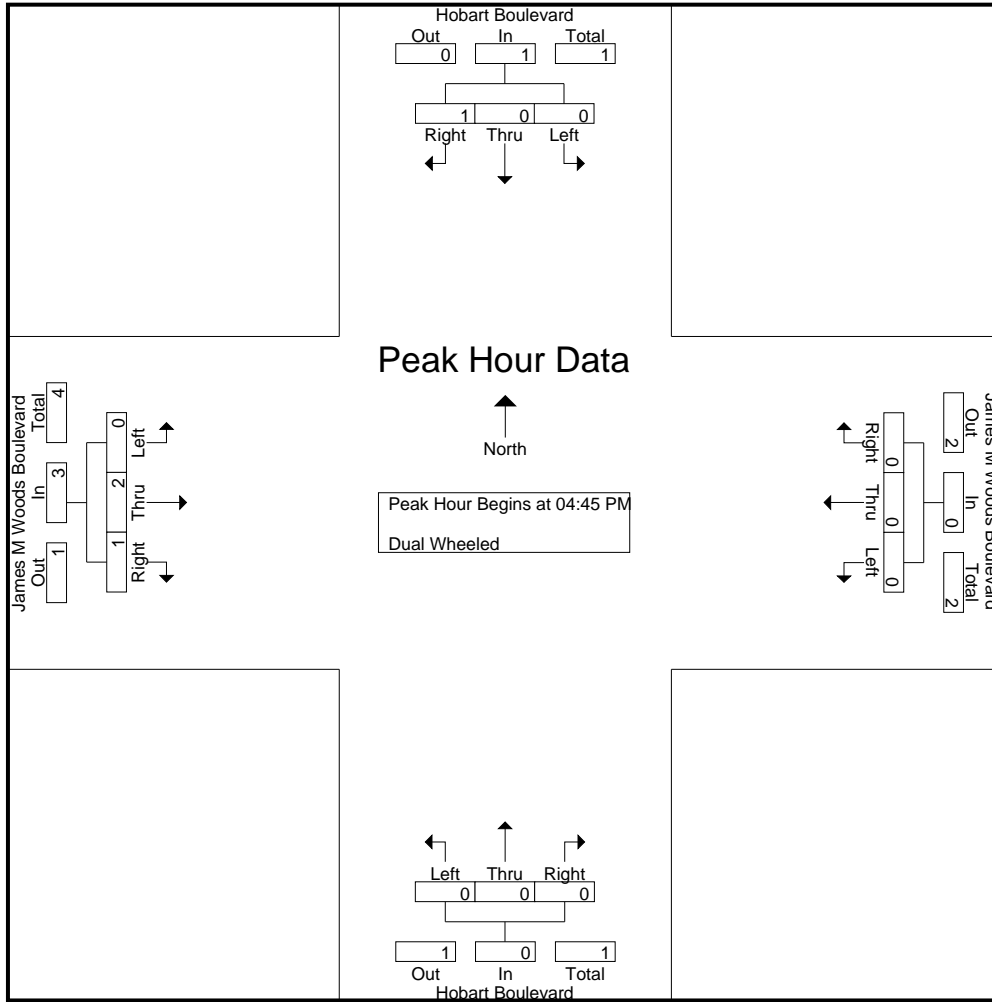 Hobart Boulevard
Out In Total
0 1 1
1 0 0
Right Thru Left
Peak Hour Data
North
Peak Hour Begins at 04:45 PM
Dual Wheeled
James M Woods Boulevard
Total In Out
4 3 1
0 2 1
Left Thru Right
James M Woods Boulevard
Out In Total
2 0 2
0 0 0
Right Thru Left
Left Thru Right
0 0 0
1 0 1
Out In Total
Hobart Boulevard